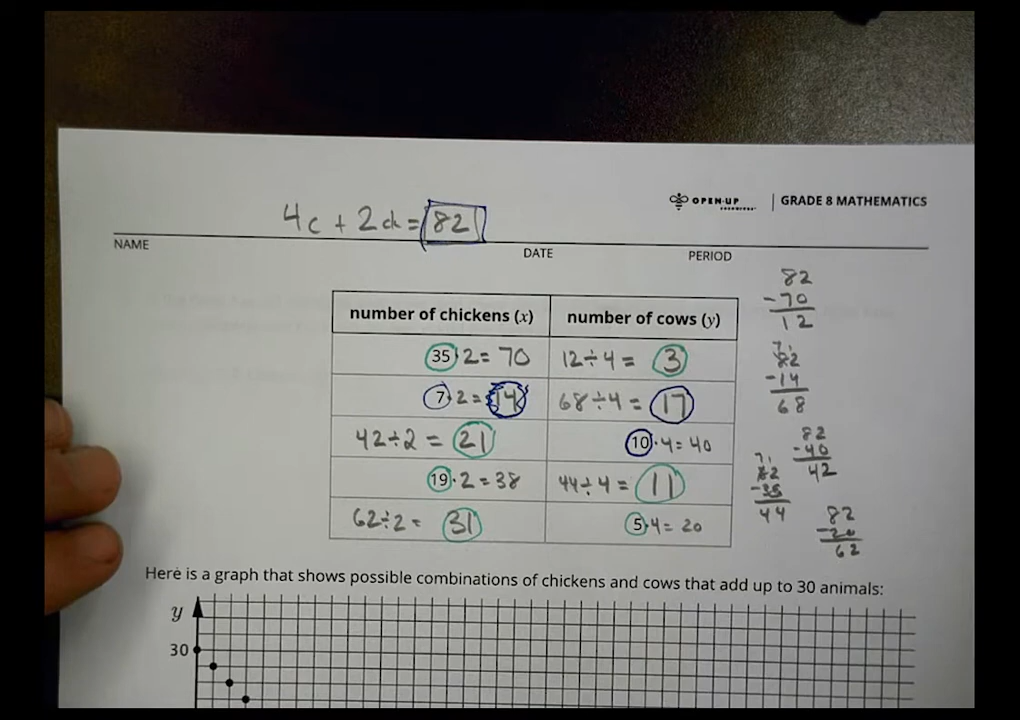 OPEN-UP | GRADE 8 MATHEMATICS
4c + 2ch = 82
NAME DATE PERIOD
number of chickens (x) number of cows (y)
35·2 = 70 12÷4 = 3
7·2 = 14 68÷4 = 17
42÷2 = 21 10·4 = 40
19·2 = 38 44÷4 = 11
62÷2 = 31 5·4 = 20
82
-70
12
7 1
82
-14
68
82
-40
42
7 1
82
-38
44
82
-20
62
Here is a graph that shows possible combinations of chickens and cows that add up to 30 animals:
y
30